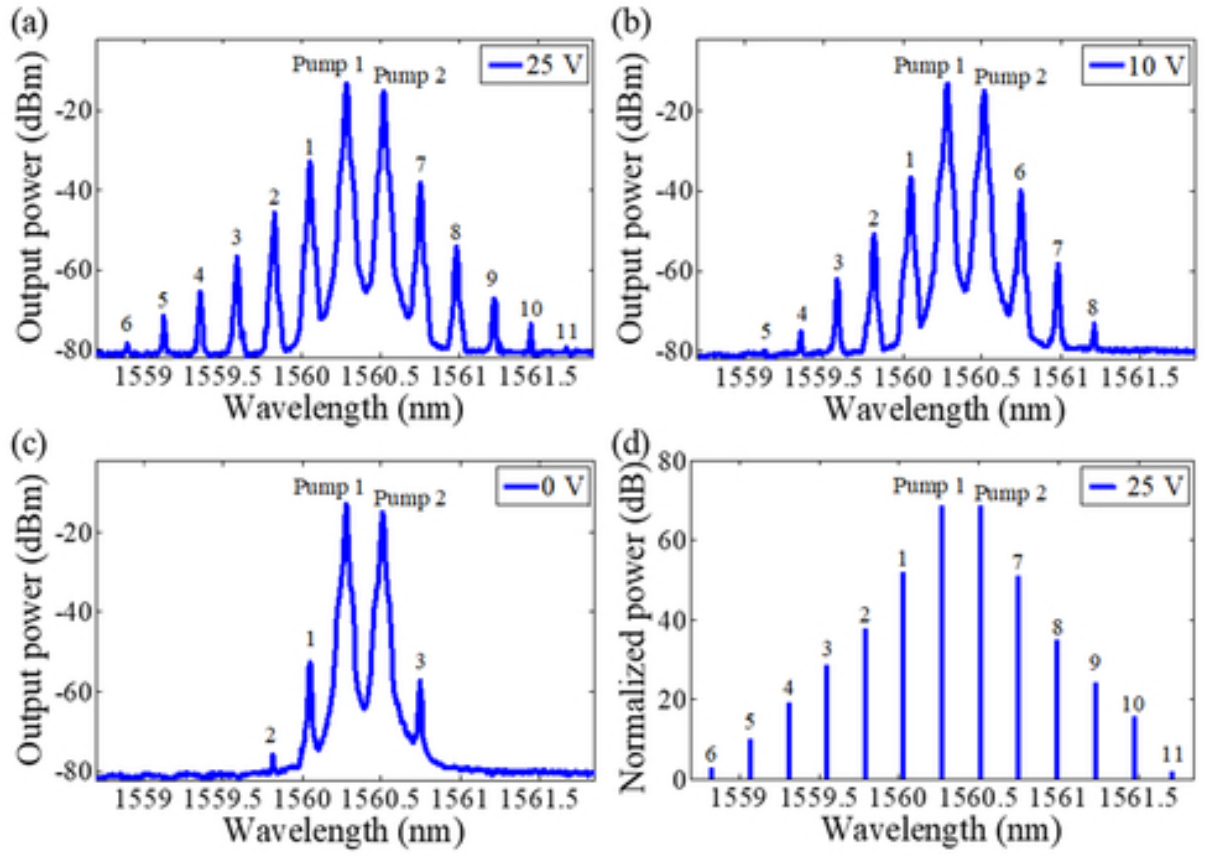 (a)
25 V
Pump 1
Pump 2
1
2
3
4
5
6
7
8
9
10
11
-20
-40
-60
-80
Output power (dBm)
1559 1559.5 1560 1560.5 1561 1561.5
Wavelength (nm)
(b)
10 V
Pump 1
Pump 2
1
2
3
4
5
6
7
8
-20
-40
-60
-80
Output power (dBm)
1559 1559.5 1560 1560.5 1561 1561.5
Wavelength (nm)
(c)
0 V
Pump 1
Pump 2
1
2
3
-20
-40
-60
-80
Output power (dBm)
1559 1559.5 1560 1560.5 1561 1561.5
Wavelength (nm)
(d)
25 V
Pump 1
Pump 2
1
2
3
4
5
6
7
8
9
10
11
80
60
40
20
0
Normalized power (dB)
1559 1559.5 1560 1560.5 1561 1561.5
Wavelength (nm)